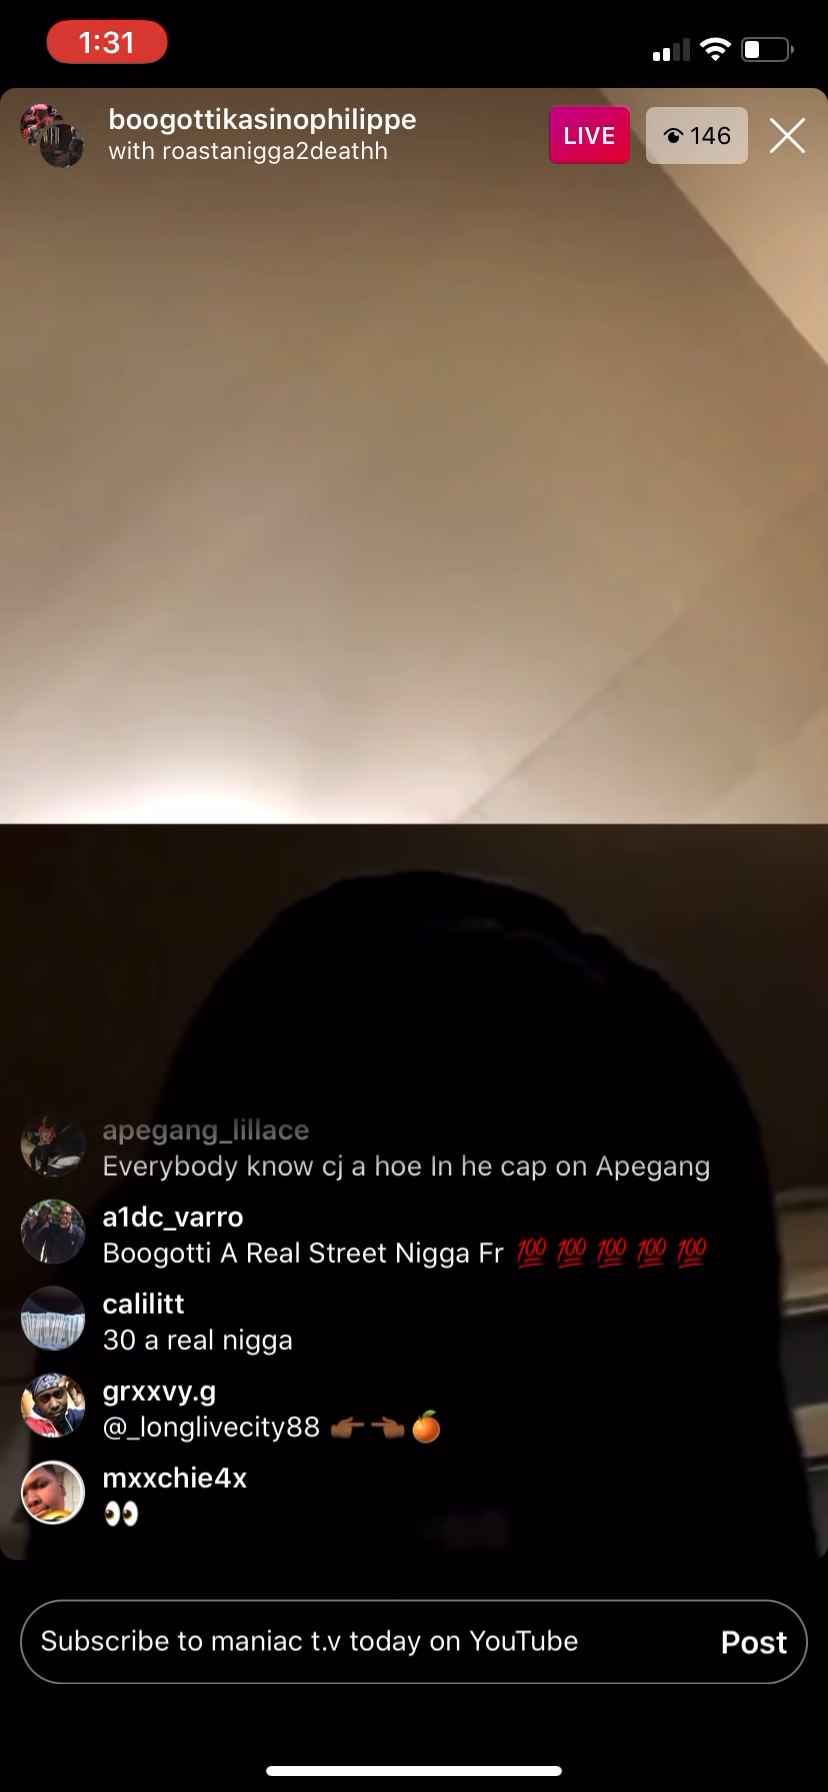 1:31
boogottikasinophilippe
with roastanigga2deathh
LIVE
146
apegang_lillace
Everybody know cj a hoe In he cap on Apegang
a1dc_varro
Boogotti A Real Street Nigga Fr 💯 💯 💯 💯 💯
calilitt
30 a real nigga
grxxvy.g
@_longlivecity88 👉🏾👈🏾🍊
mxxchie4x
👀
Subscribe to maniac t.v today on YouTube
Post